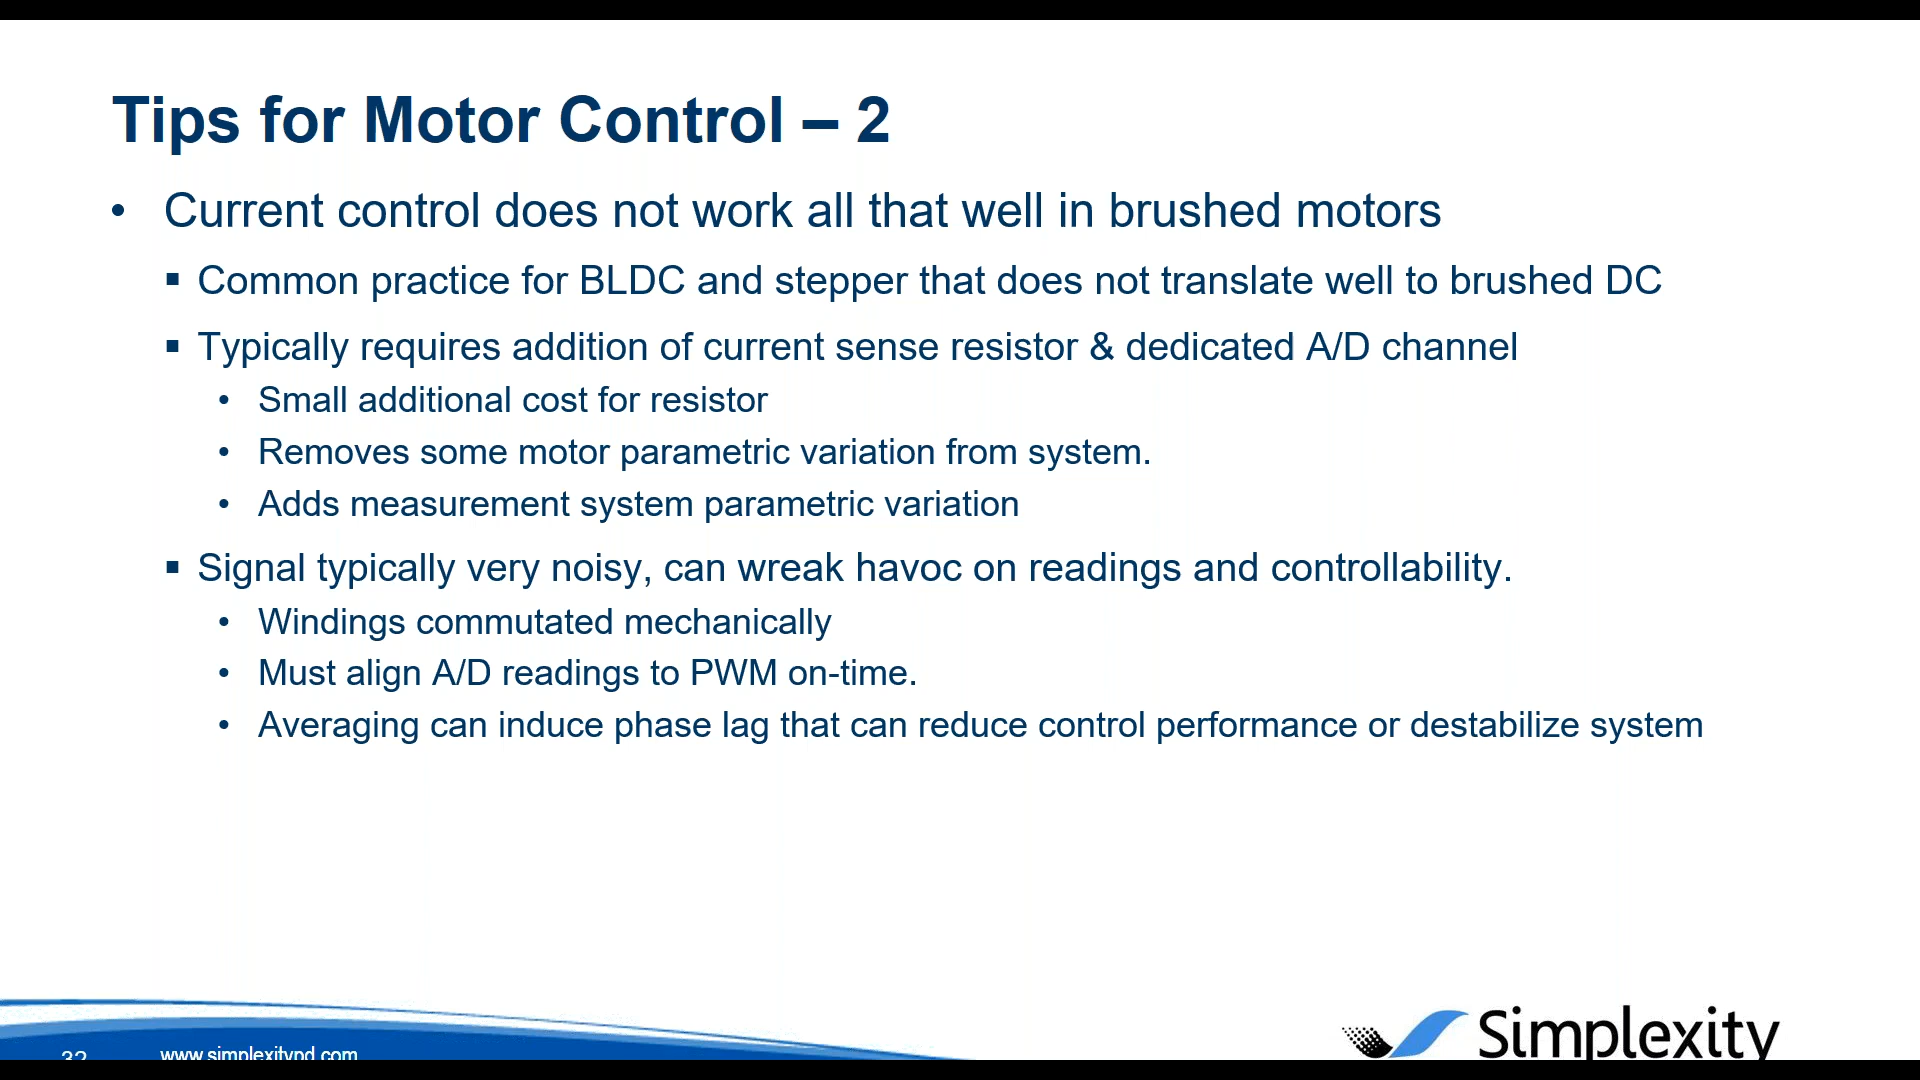 Tips for Motor Control – 2
• Current control does not work all that well in brushed motors
▪ Common practice for BLDC and stepper that does not translate well to brushed DC
▪ Typically requires addition of current sense resistor & dedicated A/D channel
• Small additional cost for resistor
• Removes some motor parametric variation from system.
• Adds measurement system parametric variation
▪ Signal typically very noisy, can wreak havoc on readings and controllability.
• Windings commutated mechanically
• Must align A/D readings to PWM on-time.
• Averaging can induce phase lag that can reduce control performance or destabilize system
32
www.simplexitypd.com
Simplexity